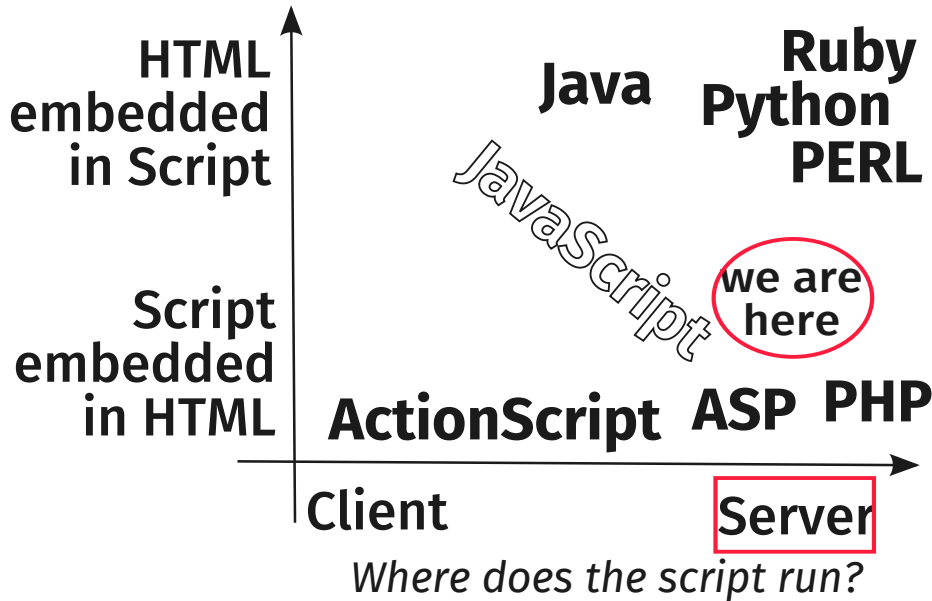 HTML
embedded
in Script
Java
Ruby
Python
PERL
JavaScript
we are
here
Script
embedded
in HTML
ActionScript
ASP
PHP
Client
Server
Where does the script run?